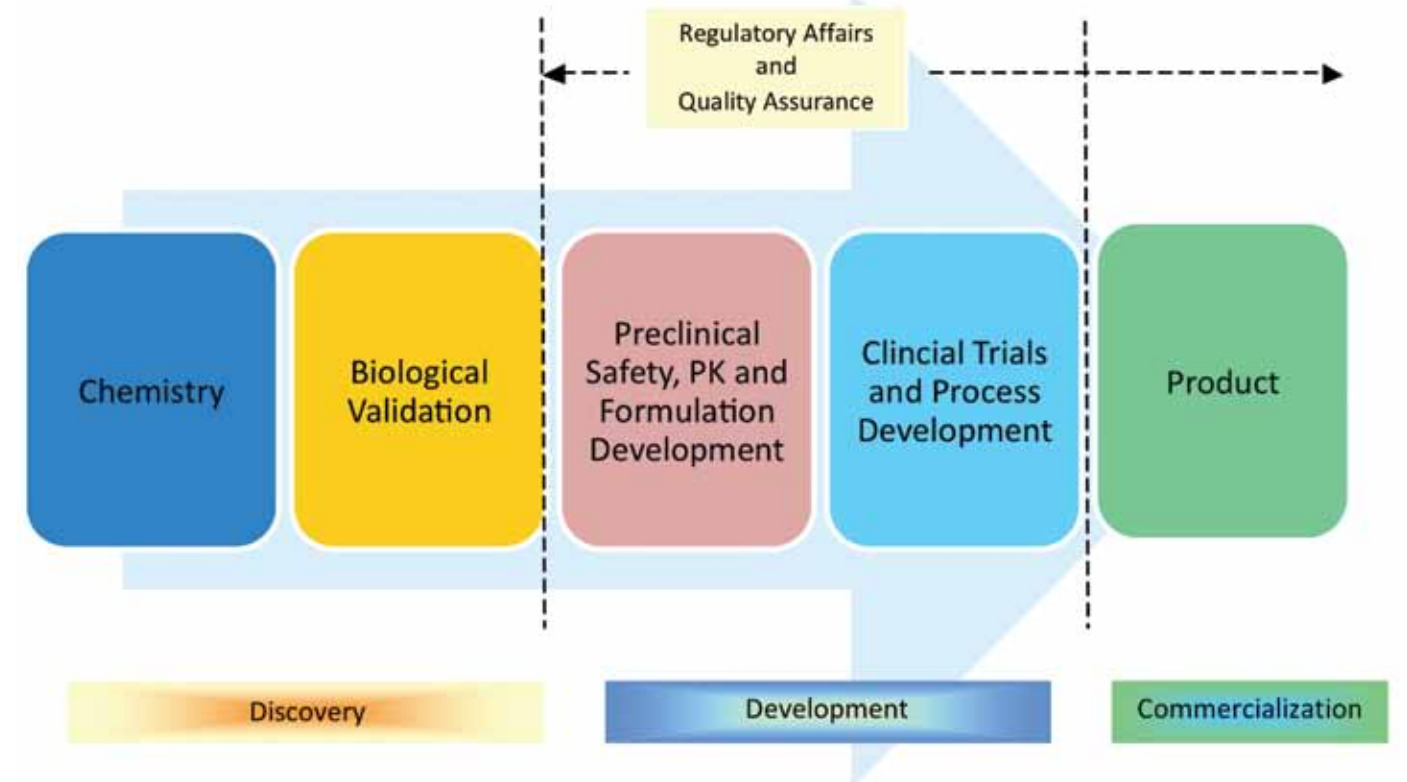 Regulatory Affairs
and
Quality Assurance
Chemistry
Biological
Validation
Preclinical
Safety, PK and
Formulation
Development
Clincial Trials
and Process
Development
Product
Discovery
Development
Commercialization